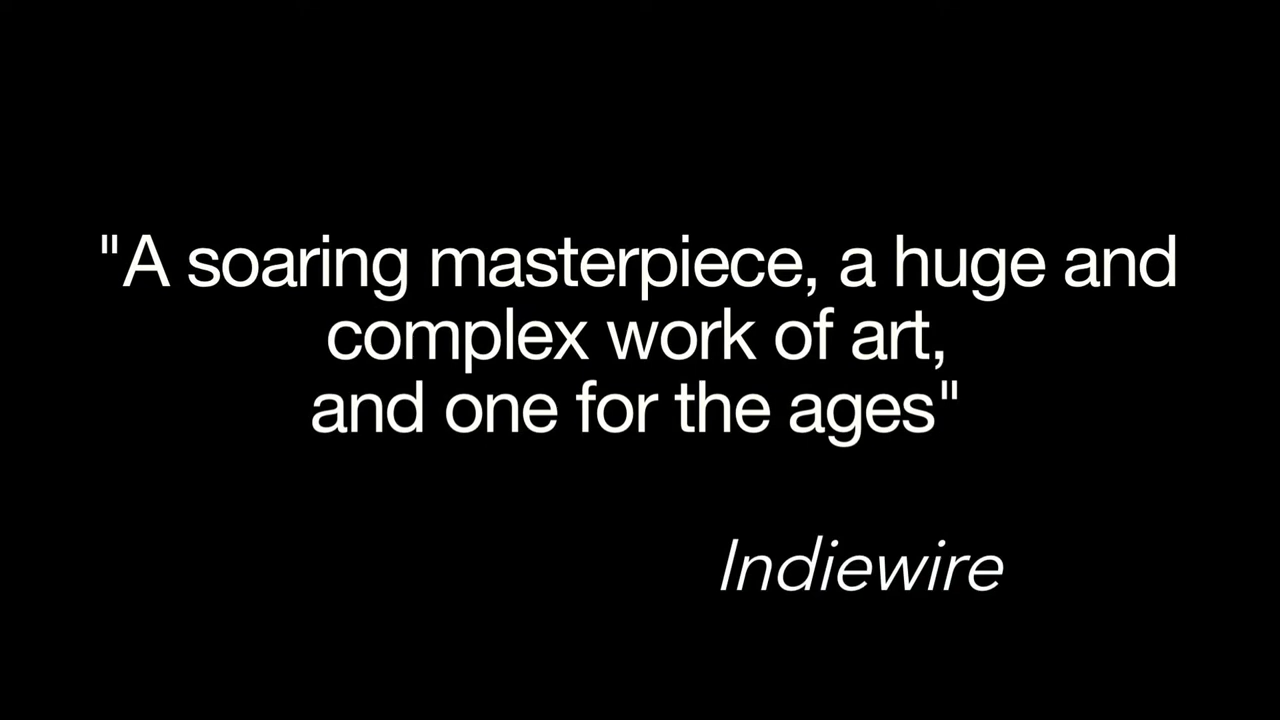 "A soaring masterpiece, a huge and
complex work of art,
and one for the ages"
Indiewire